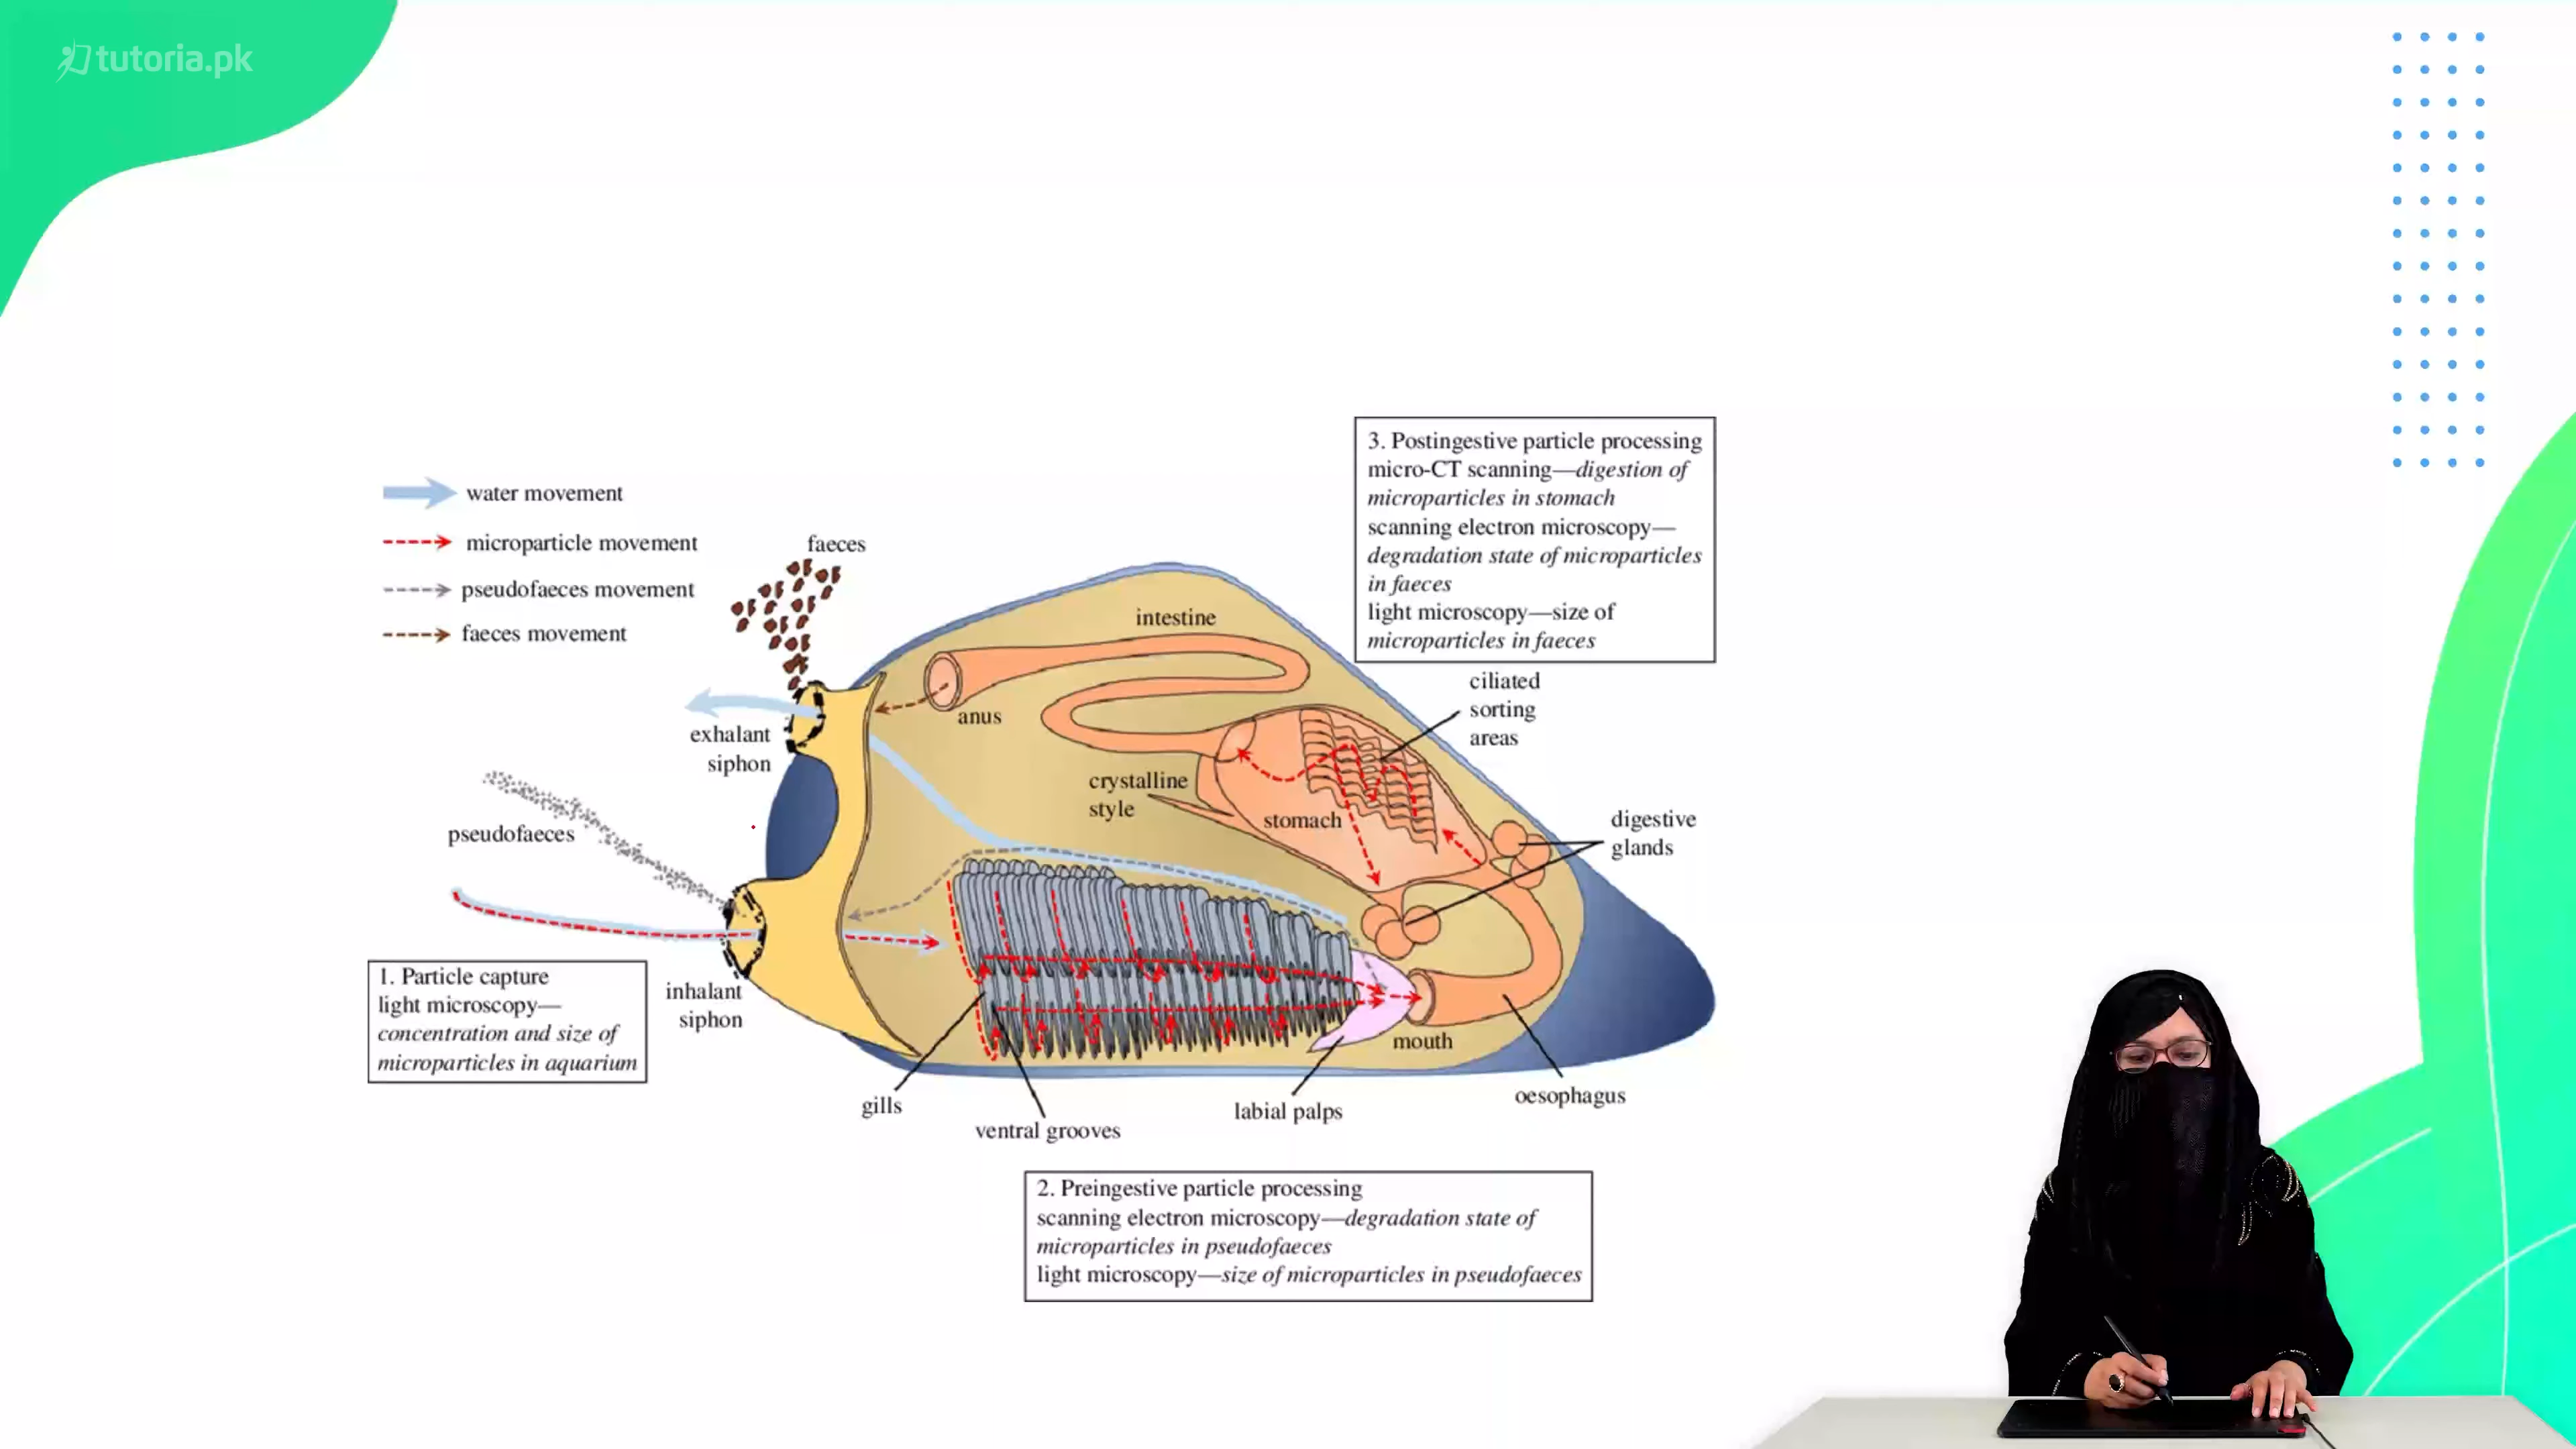 tutoria.pk
water movement
microparticle movement
pseudofaeces movement
faeces movement
faeces
3. Postingestive particle processing
micro-CT scanning—digestion of
microparticles in stomach
scanning electron microscopy—
degradation state of microparticles
in faeces
light microscopy—size of
microparticles in faeces
intestine
anus
exhalant
siphon
ciliated
sorting
areas
crystalline
style
stomach
digestive
glands
pseudofaeces
1. Particle capture
light microscopy—
concentration and size of
microparticles in aquarium
inhalant
siphon
gills
ventral grooves
labial palps
mouth
oesophagus
2. Preingestive particle processing
scanning electron microscopy—degradation state of
microparticles in pseudofaeces
light microscopy—size of microparticles in pseudofaeces